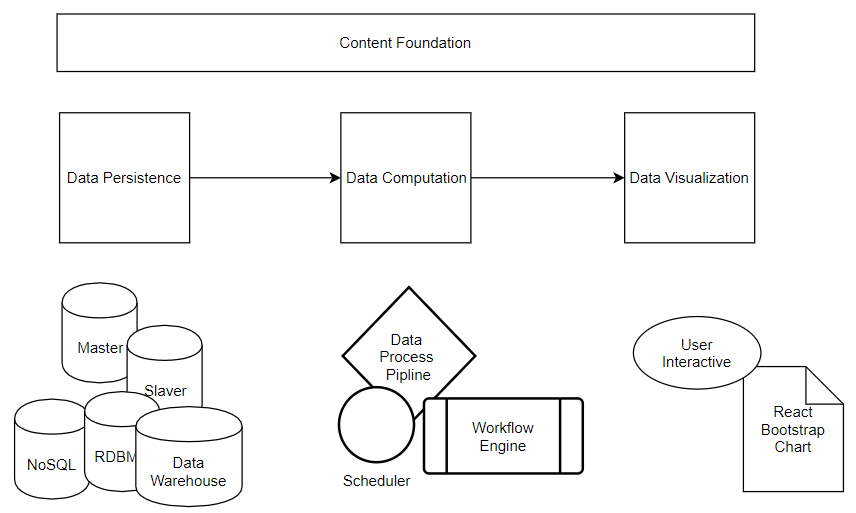 Content Foundation
Data Persistence
Data Computation
Data Visualization
Master
Slaver
NoSQL
RDBM
Data
Warehouse
Data
Process
Pipline
Scheduler
Workflow
Engine
User
Interactive
React
Bootstrap
Chart